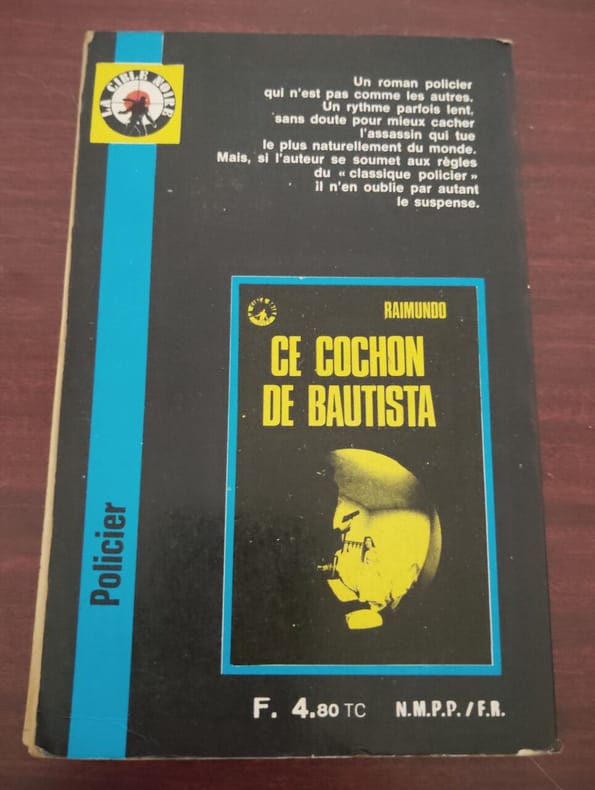 LA CIBLE NOIRE
Un roman policier
qui n'est pas comme les autres.
Un rythme parfois lent,
sans doute pour mieux cacher
l'assassin qui tue
le plus naturellement du monde.
Mais, si l'auteur se soumet aux règles
du « classique policier »
il n'en oublie par autant
le suspense.
RAIMUNDO
CE COCHON
DE BAUTISTA
Policier
F. 4.80 TC
N.M.P.P. / F.R.